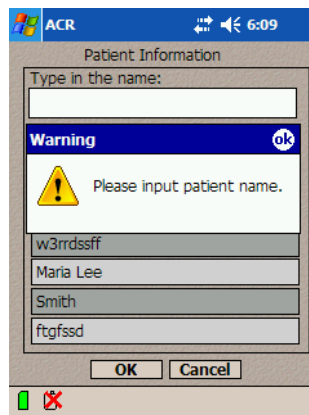 ACR 6:09
Patient Information
Type in the name:
Warning ok
Please input patient name.
w3rrdssff
Maria Lee
Smith
ftgfssd
OK Cancel